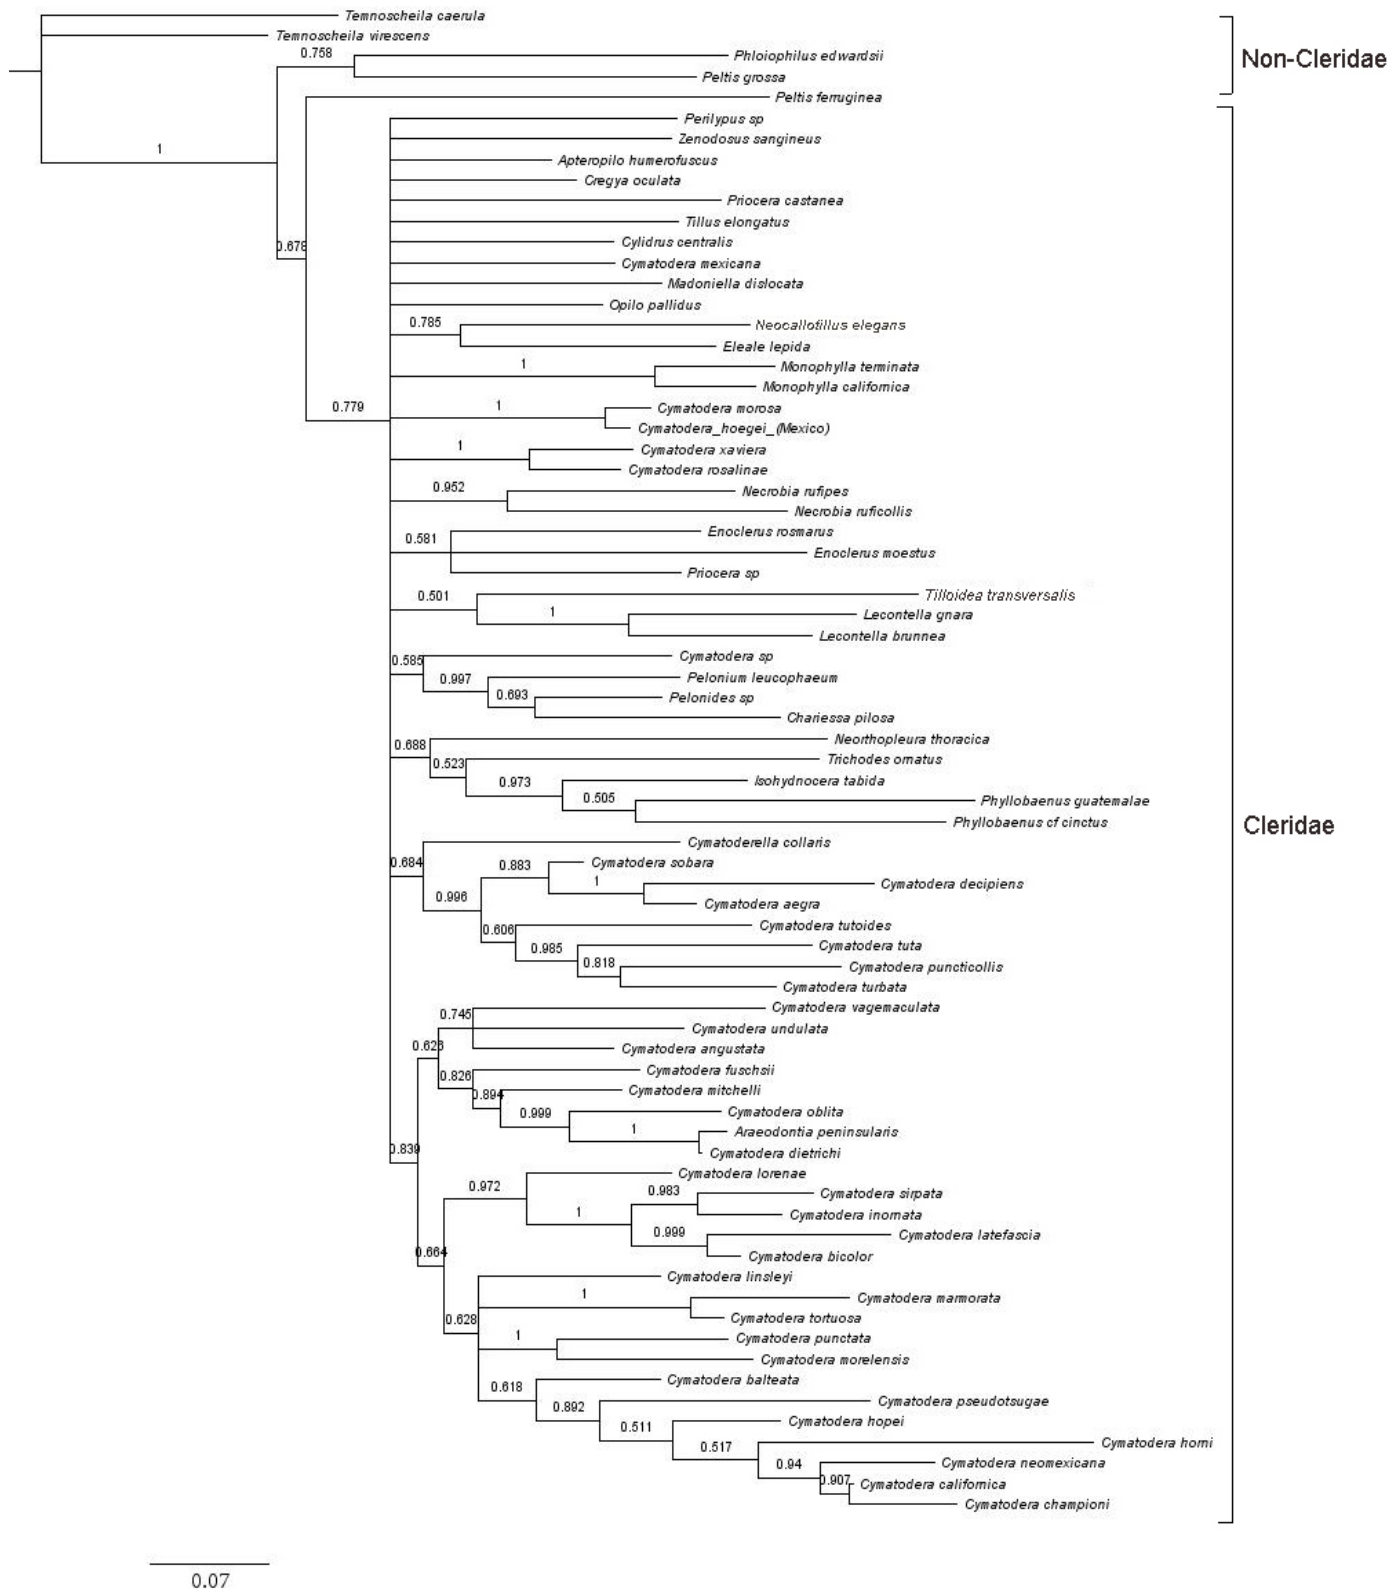 Temnoscheila caerula
Temnoscheila virescens
0.758
Phloiophilus edwardsii
Non-Cleridae
Peltis grossa
Peltis ferruginea
Perilypus sp
Zenodosus sangineus
1
Apteropilo humerofuscus
Cregya oculata
Priocera castanea
Tillus elongatus
0.678
Cylidrus centralis
Cymatodera mexicana
Madoniella dislocata
Opilo pallidus
0.785
Neocallotillus elegans
Eleale lepida
1
Monophylla terminata
Monophylla californica
0.779
1
Cymatodera morosa
Cymatodera_hoegei_(Mexico)
1
Cymatodera xaviera
Cymatodera rosalinae
0.952
Necrobia rufipes
Necrobia ruficollis
0.581
Enoclerus rosmarus
Enoclerus moestus
Priocera sp
0.501
Tilloidea transversalis
1
Lecontella gnara
Lecontella brunnea
0.585
Cymatodera sp
0.997
Pelonium leucophaeum
0.693
Pelonides sp
Chariessa pilosa
0.688
Neorthopleura thoracica
0.523
Trichodes ornatus
0.973
Isohydnocera tabida
0.505
Phyllobaenus guatemalae
Phyllobaenus cf cinctus
Cleridae
Cymatoderella collaris
0.684
0.883
Cymatodera sobara
1
Cymatodera decipiens
0.996
Cymatodera aegra
0.606
Cymatodera tutoides
0.985
Cymatodera tuta
0.818
Cymatodera puncticollis
Cymatodera turbata
0.745
Cymatodera vagemaculata
Cymatodera undulata
0.623
Cymatodera angustata
0.826
Cymatodera fuschsii
0.894
Cymatodera mitchelli
0.999
Cymatodera oblita
1
Araeodontia peninsularis
0.839
Cymatodera dietrichi
0.972
Cymatodera lorenae
0.983
Cymatodera sirpata
1
Cymatodera inornata
0.999
Cymatodera latefascia
0.664
Cymatodera bicolor
Cymatodera linsleyi
1
Cymatodera marmorata
0.628
Cymatodera tortuosa
1
Cymatodera punctata
Cymatodera morelensis
0.618
Cymatodera balteata
0.892
Cymatodera pseudotsugae
0.511
Cymatodera hopei
0.517
Cymatodera horni
0.94
Cymatodera neomexicana
0.907
Cymatodera californica
Cymatodera championi
0.07